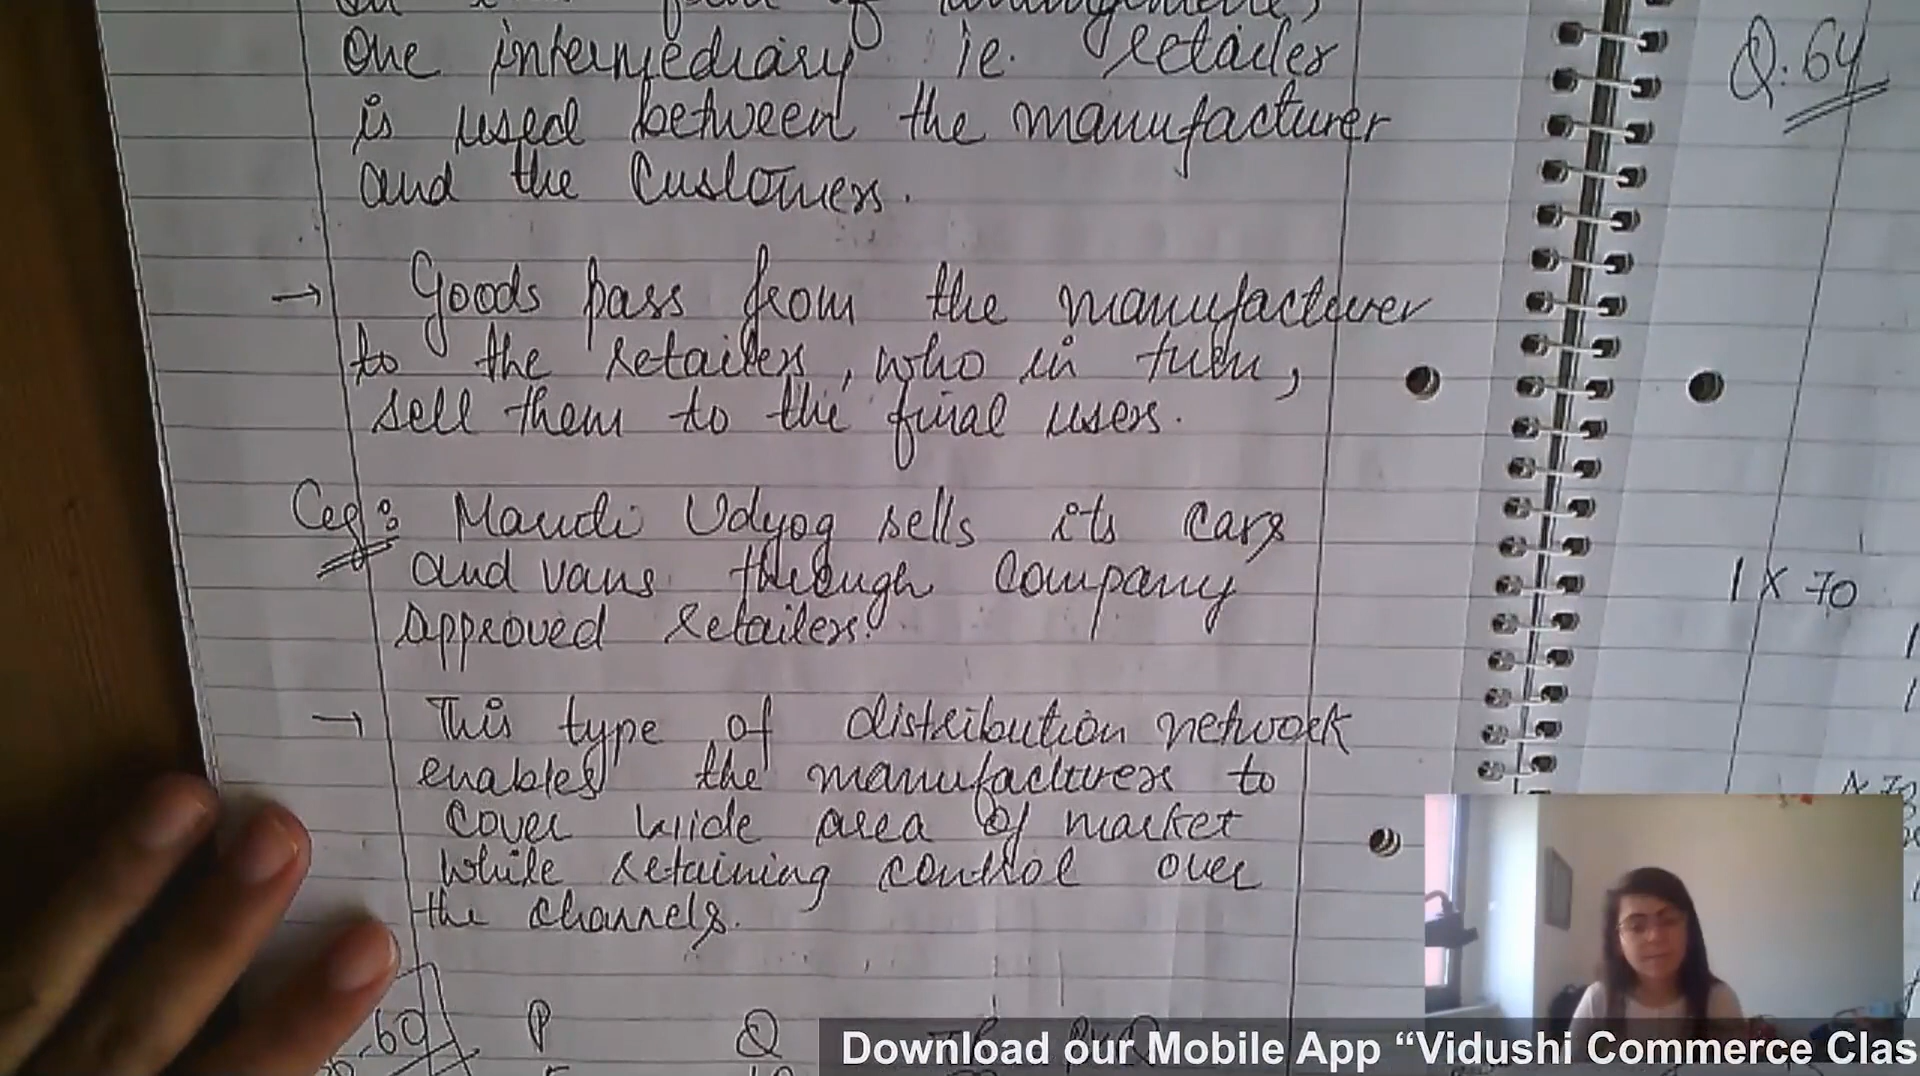 One intermediary ie. retailer
is used between the manufacturer
and the Customers.
→ Goods pass from the manufacturer
to the retailers, who in turn,
sell them to the final users.
eg: Maruti Udyog sells its cars
and vans through company
approved retailers.
→ This type of distribution network
enables the manufacturers to
cover wide area of market
while retaining control over
the channels.
60 P Q
Q. 64
1 X 70
Download our Mobile App “Vidushi Commerce Clas